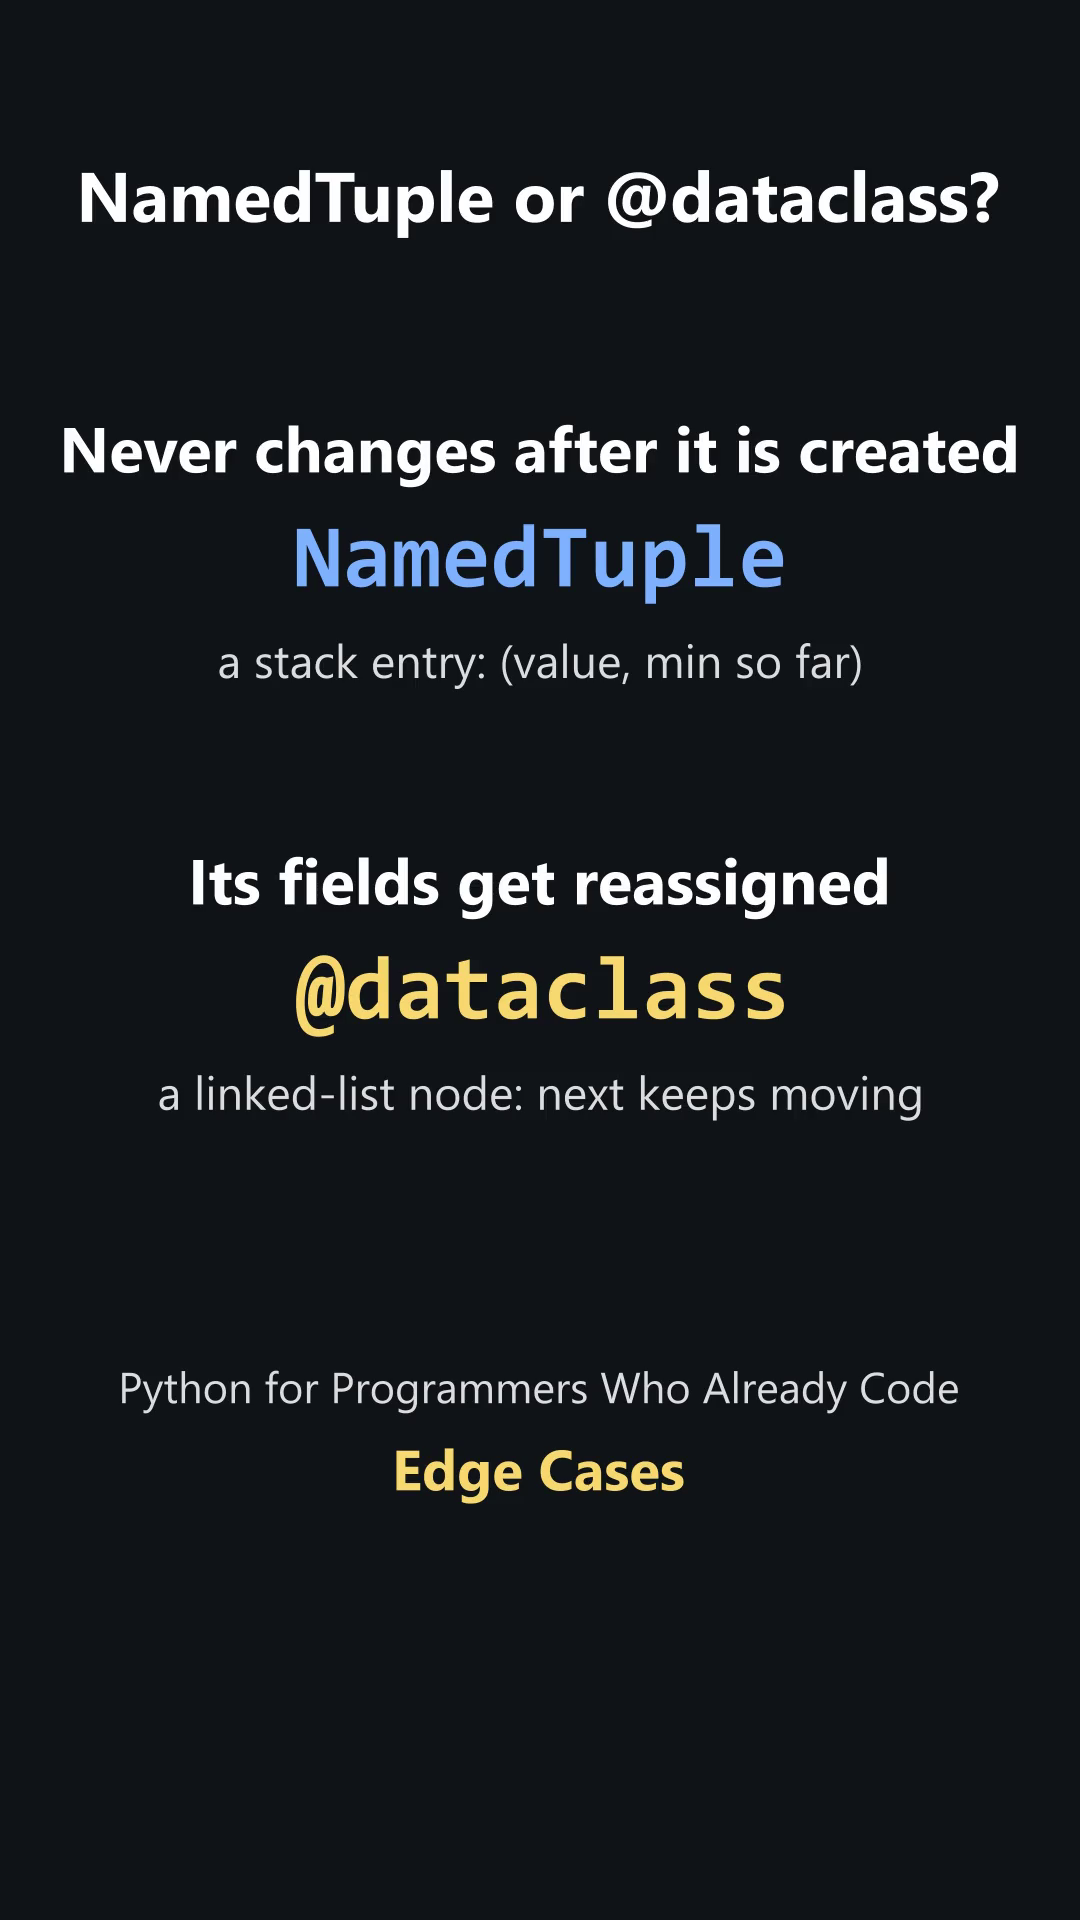 NamedTuple or @dataclass?
Never changes after it is created
NamedTuple
a stack entry: (value, min so far)
Its fields get reassigned
@dataclass
a linked-list node: next keeps moving
Python for Programmers Who Already Code
Edge Cases